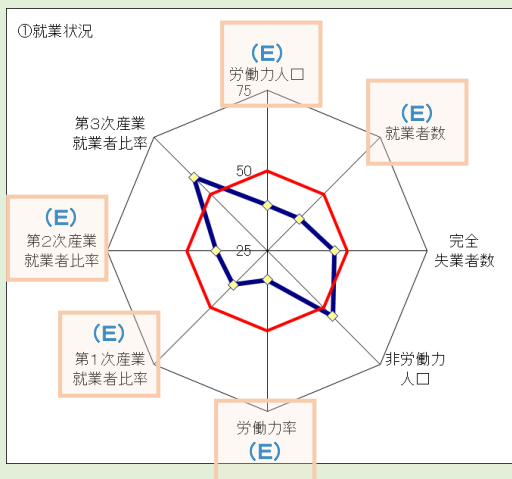 ①就業状況
(E)
労働力人口
75
(E)
就業者数
第3次産業
就業者比率
50
(E)
第2次産業
就業者比率
25
完全
失業者数
(E)
第1次産業
就業者比率
非労働力
人口
労働力率
(E)